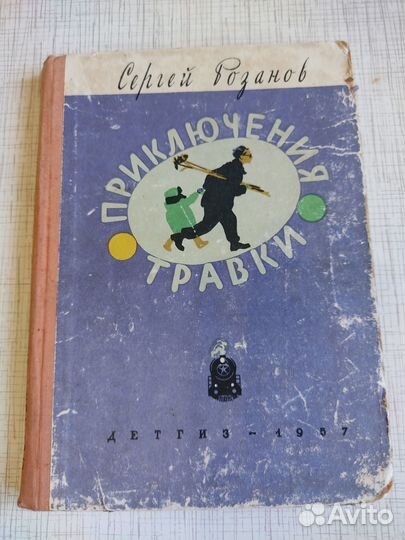 Сергей Розанов
ПРИКЛЮЧЕНИЯ
ТРАВКИ
ДЕТГИЗ - 1957
Avito